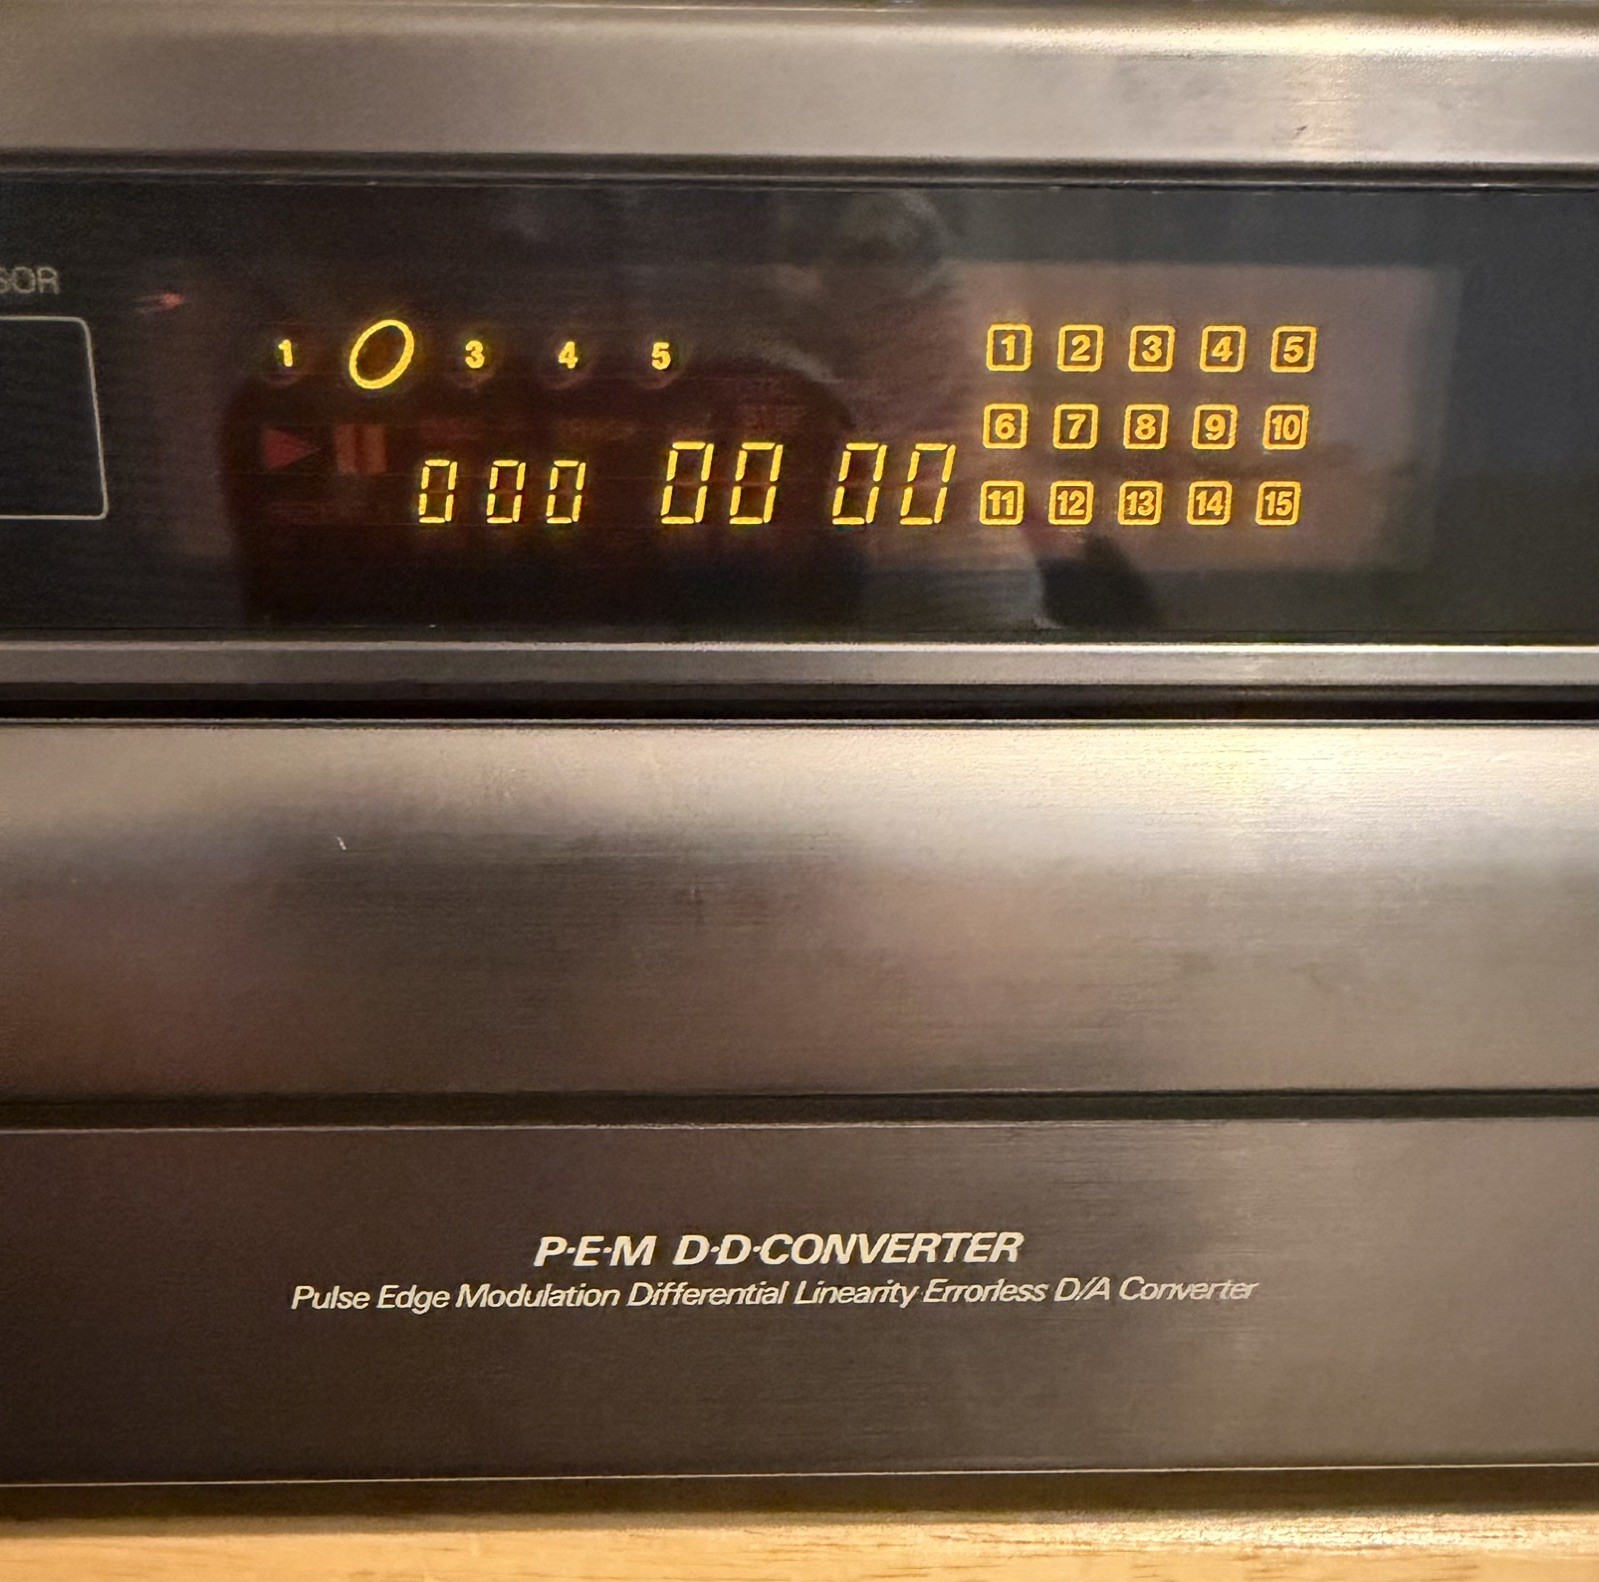 SOR
1 3 4 5
1 2 3 4 5
6 7 8 9 10
000 00 00
11 12 13 14 15
P·E·M D·D·CONVERTER
Pulse Edge Modulation Differential Linearity Errorless D/A Converter